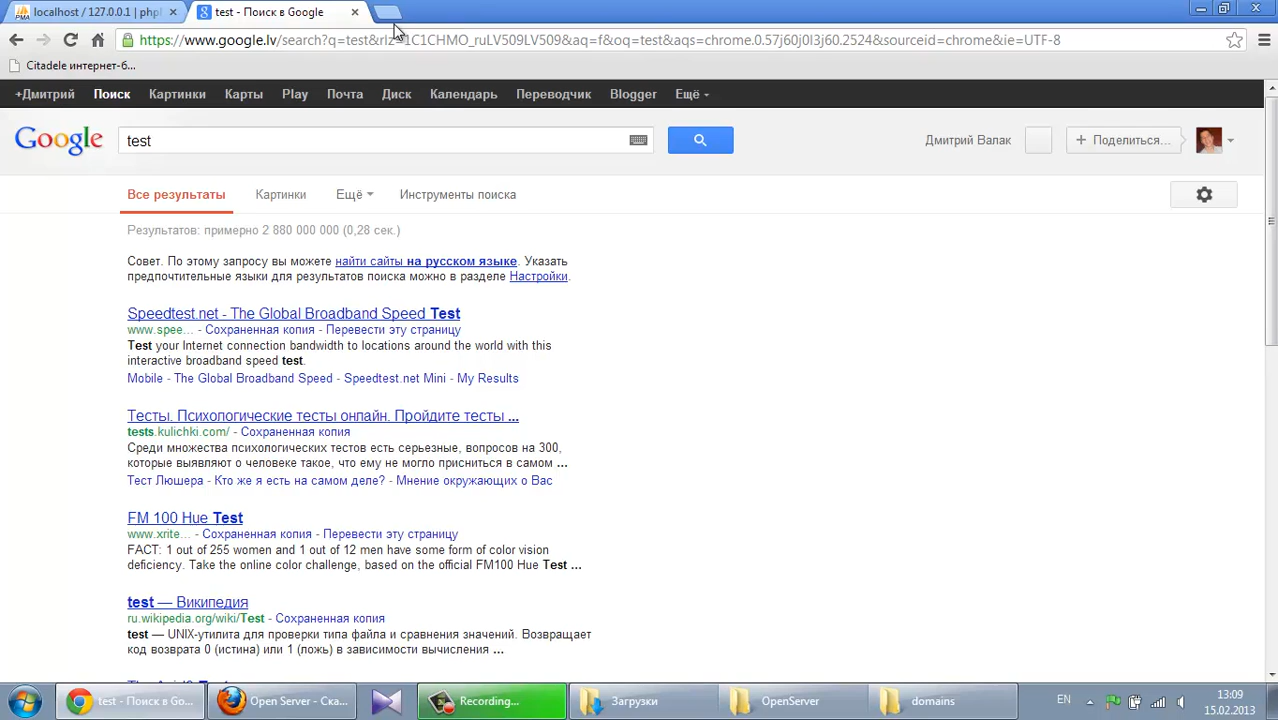 localhost / 127.0.0.1 | phpl
test - Поиск в Google
https://www.google.lv/search?q=test&rlz=1C1CHMO_ruLV509LV509&aq=f&oq=test&aqs=chrome.0.57j60j0l3j60.2524&sourceid=chrome&ie=UTF-8
Citadele интернет-б...
+Дмитрий Поиск Картинки Карты Play Почта Диск Календарь Переводчик Blogger Ещё
Google test Дмитрий Валак + Поделиться...
Все результаты Картинки Ещё Инструменты поиска
Результатов: примерно 2 880 000 000 (0,28 сек.)
Совет. По этому запросу вы можете найти сайты на русском языке. Указать
предпочтительные языки для результатов поиска можно в разделе Настройки.
Speedtest.net - The Global Broadband Speed Test
www.spee... - Сохраненная копия - Перевести эту страницу
Test your Internet connection bandwidth to locations around the world with this
interactive broadband speed test.
Mobile - The Global Broadband Speed - Speedtest.net Mini - My Results
Тесты. Психологические тесты онлайн. Пройдите тесты ...
tests.kulichki.com/ - Сохраненная копия
Среди множества психологических тестов есть серьезные, вопросов на 300,
которые выявляют о человеке такое, что ему не могло присниться в самом ...
Тест Люшера - Кто же я есть на самом деле? - Мнение окружающих о Вас
FM 100 Hue Test
www.xrite... - Сохраненная копия - Перевести эту страницу
FACT: 1 out of 255 women and 1 out of 12 men have some form of color vision
deficiency. Take the online color challenge, based on the official FM100 Hue Test ...
test — Википедия
ru.wikipedia.org/wiki/Test - Сохраненная копия
test — UNIX-утилита для проверки типа файла и сравнения значений. Возвращает
код возврата 0 (истина) или 1 (ложь) в зависимости вычисления ...
test - Поиск в Go... Open Server - Ска... Recording... Загрузки OpenServer domains EN 13:09
15.02.2013